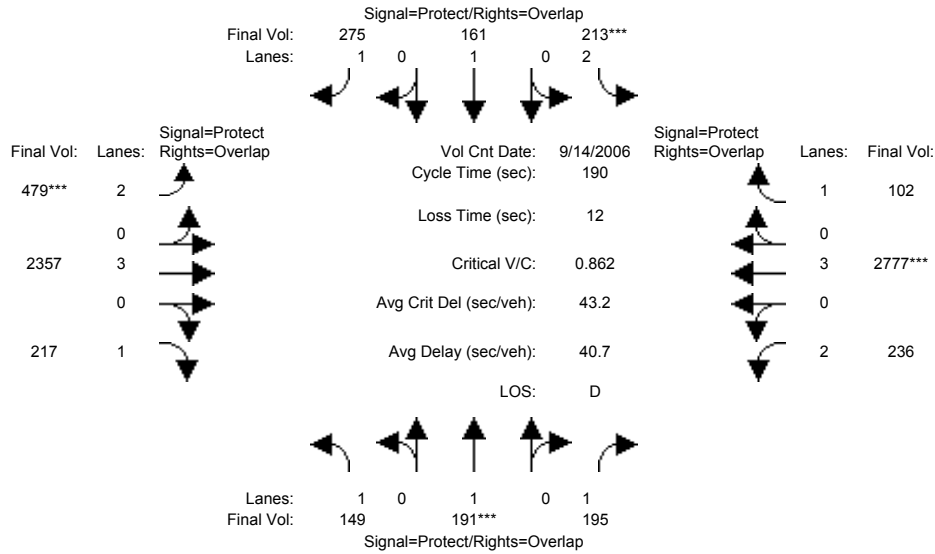 Signal=Protect/Rights=Overlap
Final Vol: 275 161 213***
Lanes: 1 0 1 0 2
Signal=Protect Signal=Protect
Final Vol: Lanes: Rights=Overlap Vol Cnt Date: 9/14/2006 Rights=Overlap Lanes: Final Vol:
Cycle Time (sec): 190
479*** 2 1 102
Loss Time (sec): 12
0 0
2357 3 Critical V/C: 0.862 3 2777***
0 Avg Crit Del (sec/veh): 43.2 0
217 1 Avg Delay (sec/veh): 40.7 2 236
LOS: D
Lanes: 1 0 1 0 1
Final Vol: 149 191*** 195
Signal=Protect/Rights=Overlap